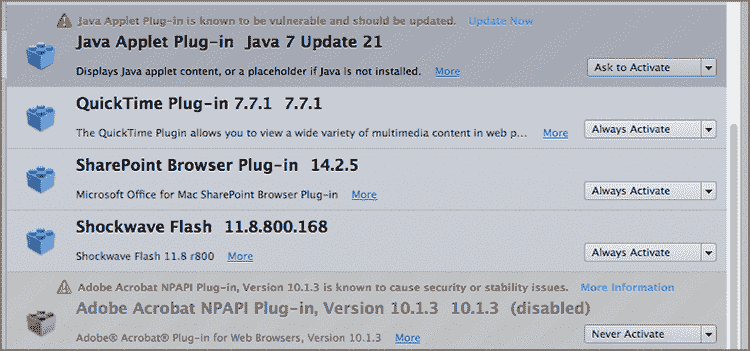 Java Applet Plug-in is known to be vulnerable and should be updated. Update Now
Java Applet Plug-in Java 7 Update 21
Displays Java applet content, or a placeholder if Java is not installed. More
Ask to Activate
QuickTime Plug-in 7.7.1 7.7.1
The QuickTime Plugin allows you to view a wide variety of multimedia content in web p... More
Always Activate
SharePoint Browser Plug-in 14.2.5
Microsoft Office for Mac SharePoint Browser Plug-in More
Always Activate
Shockwave Flash 11.8.800.168
Shockwave Flash 11.8 r800 More
Always Activate
Adobe Acrobat NPAPI Plug-in, Version 10.1.3 is known to cause security or stability issues. More Information
Adobe Acrobat NPAPI Plug-in, Version 10.1.3 10.1.3 (disabled)
Adobe® Acrobat® Plug-in for Web Browsers, Version 10.1.3 More
Never Activate